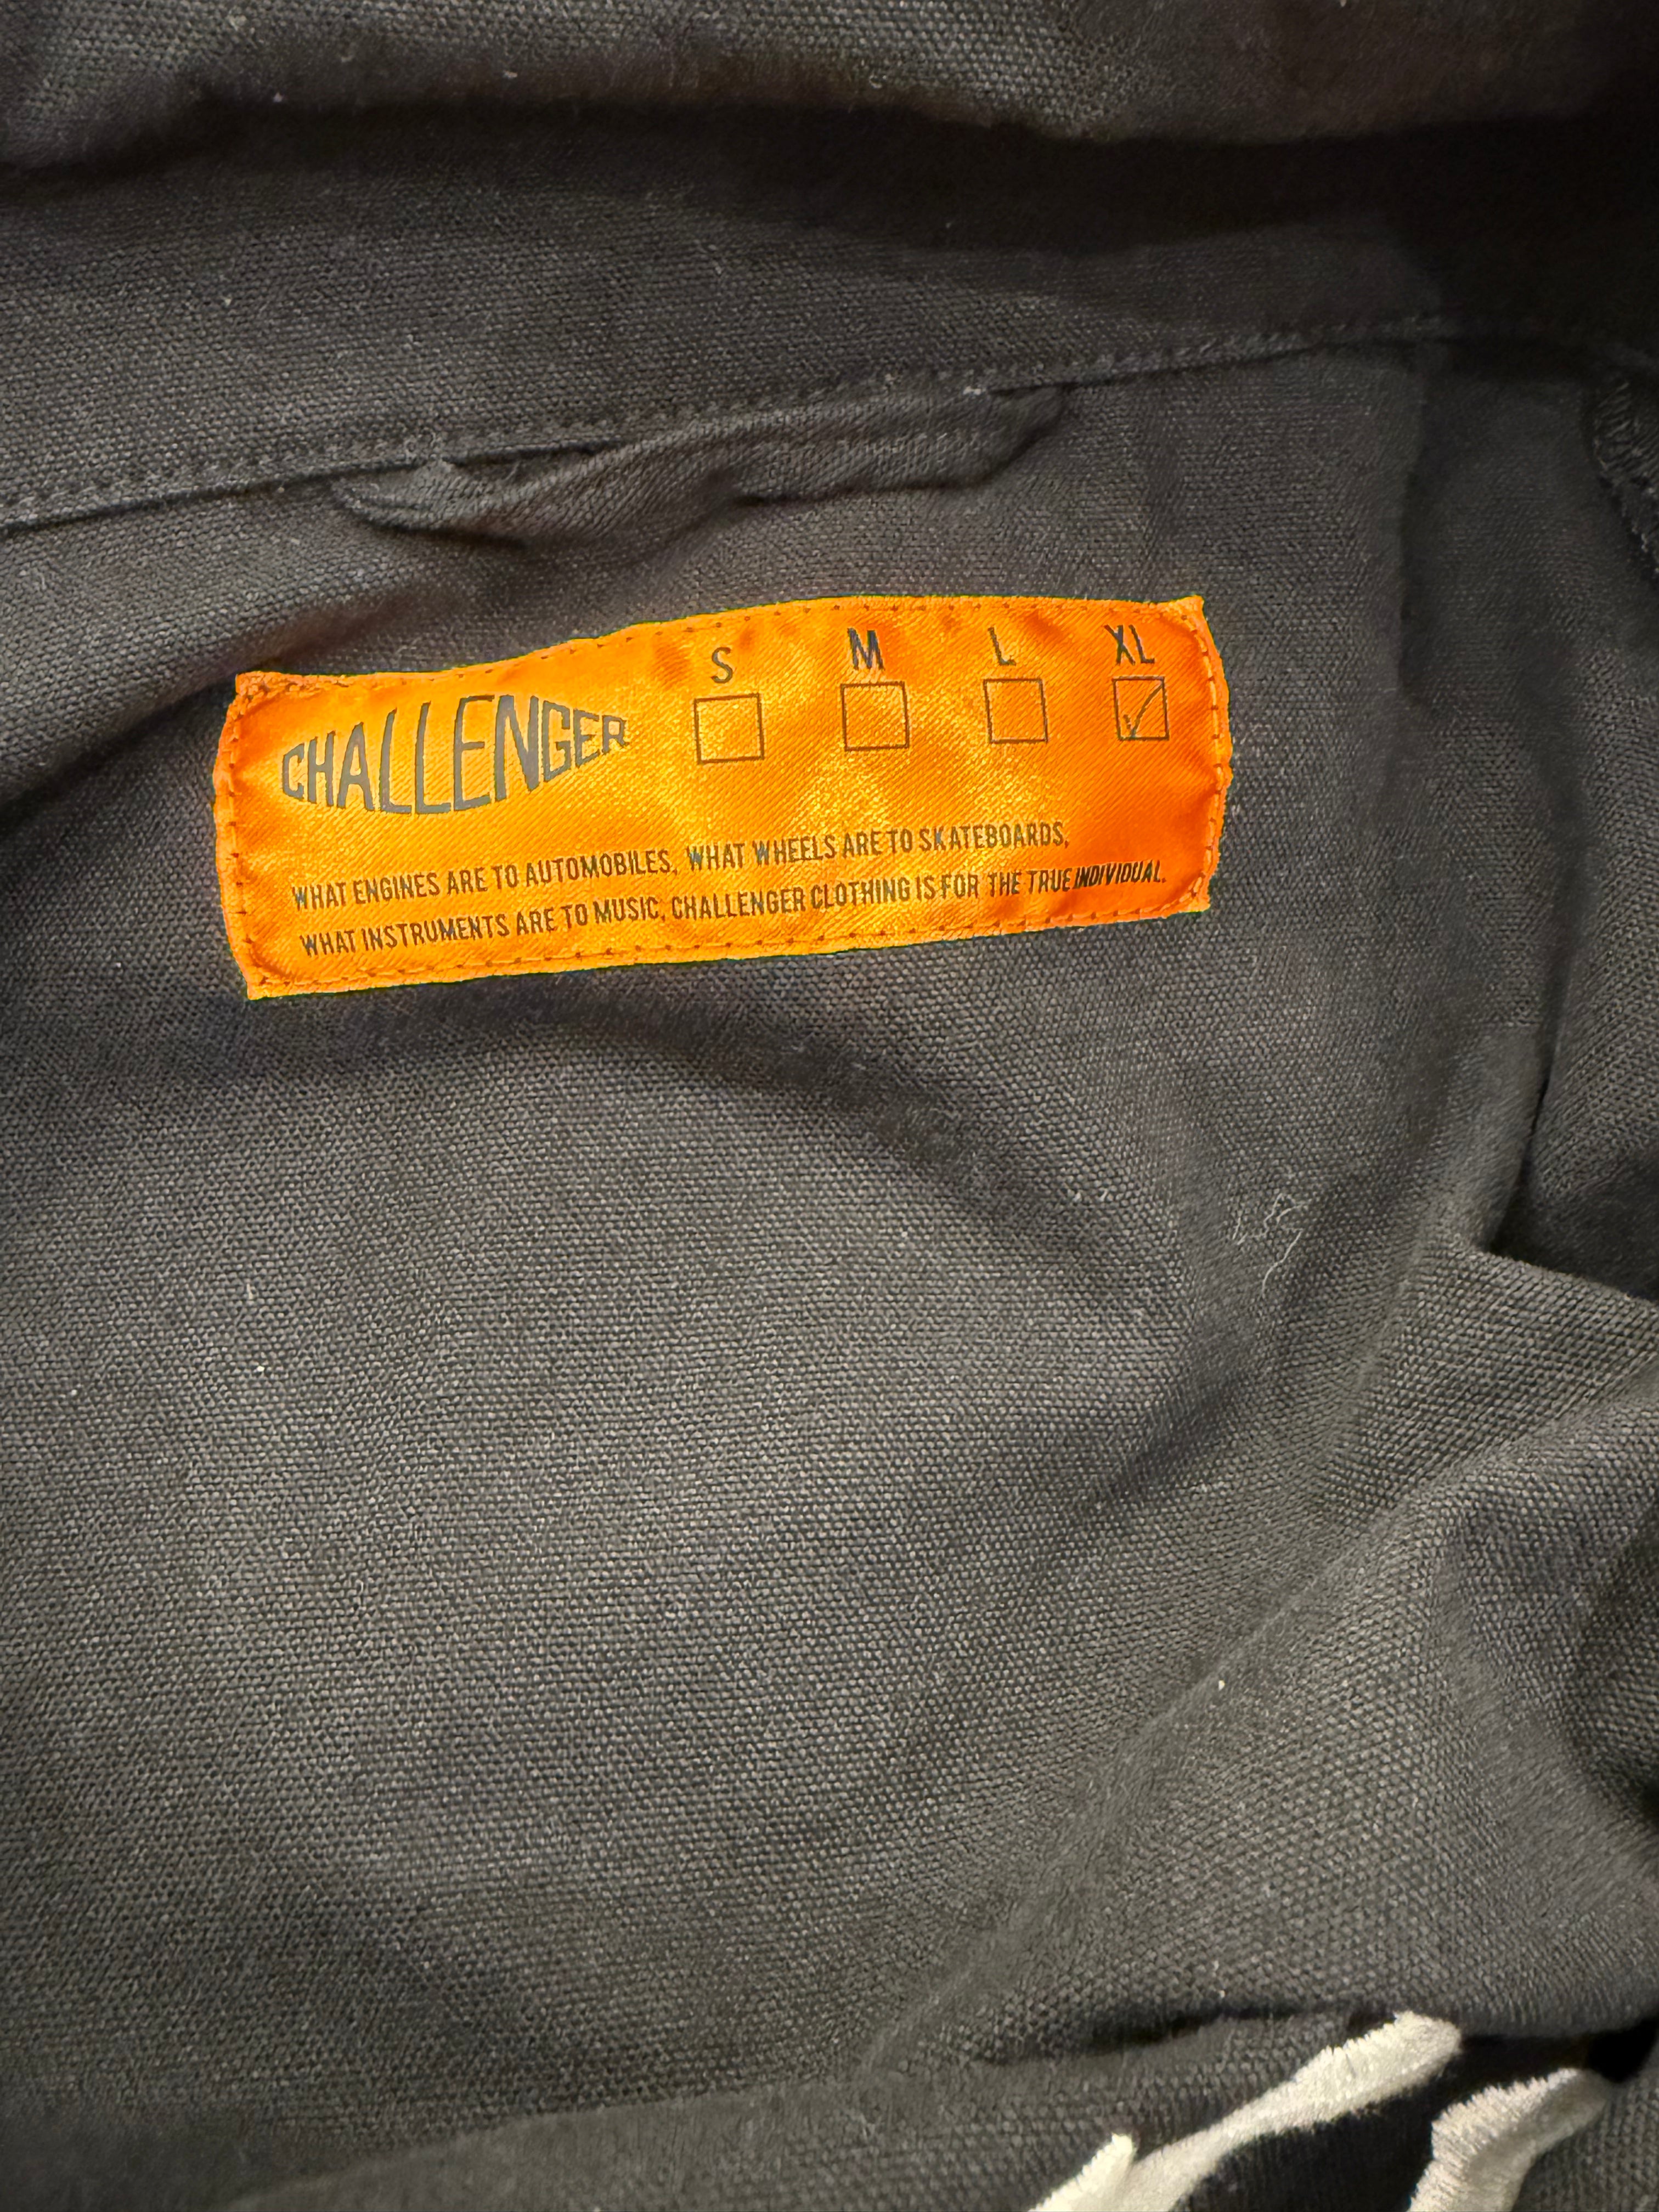 S M L XL
CHALLENGER
WHAT ENGINES ARE TO AUTOMOBILES, WHAT WHEELS ARE TO SKATEBOARDS,
WHAT INSTRUMENTS ARE TO MUSIC, CHALLENGER CLOTHING IS FOR THE TRUE INDIVIDUAL.